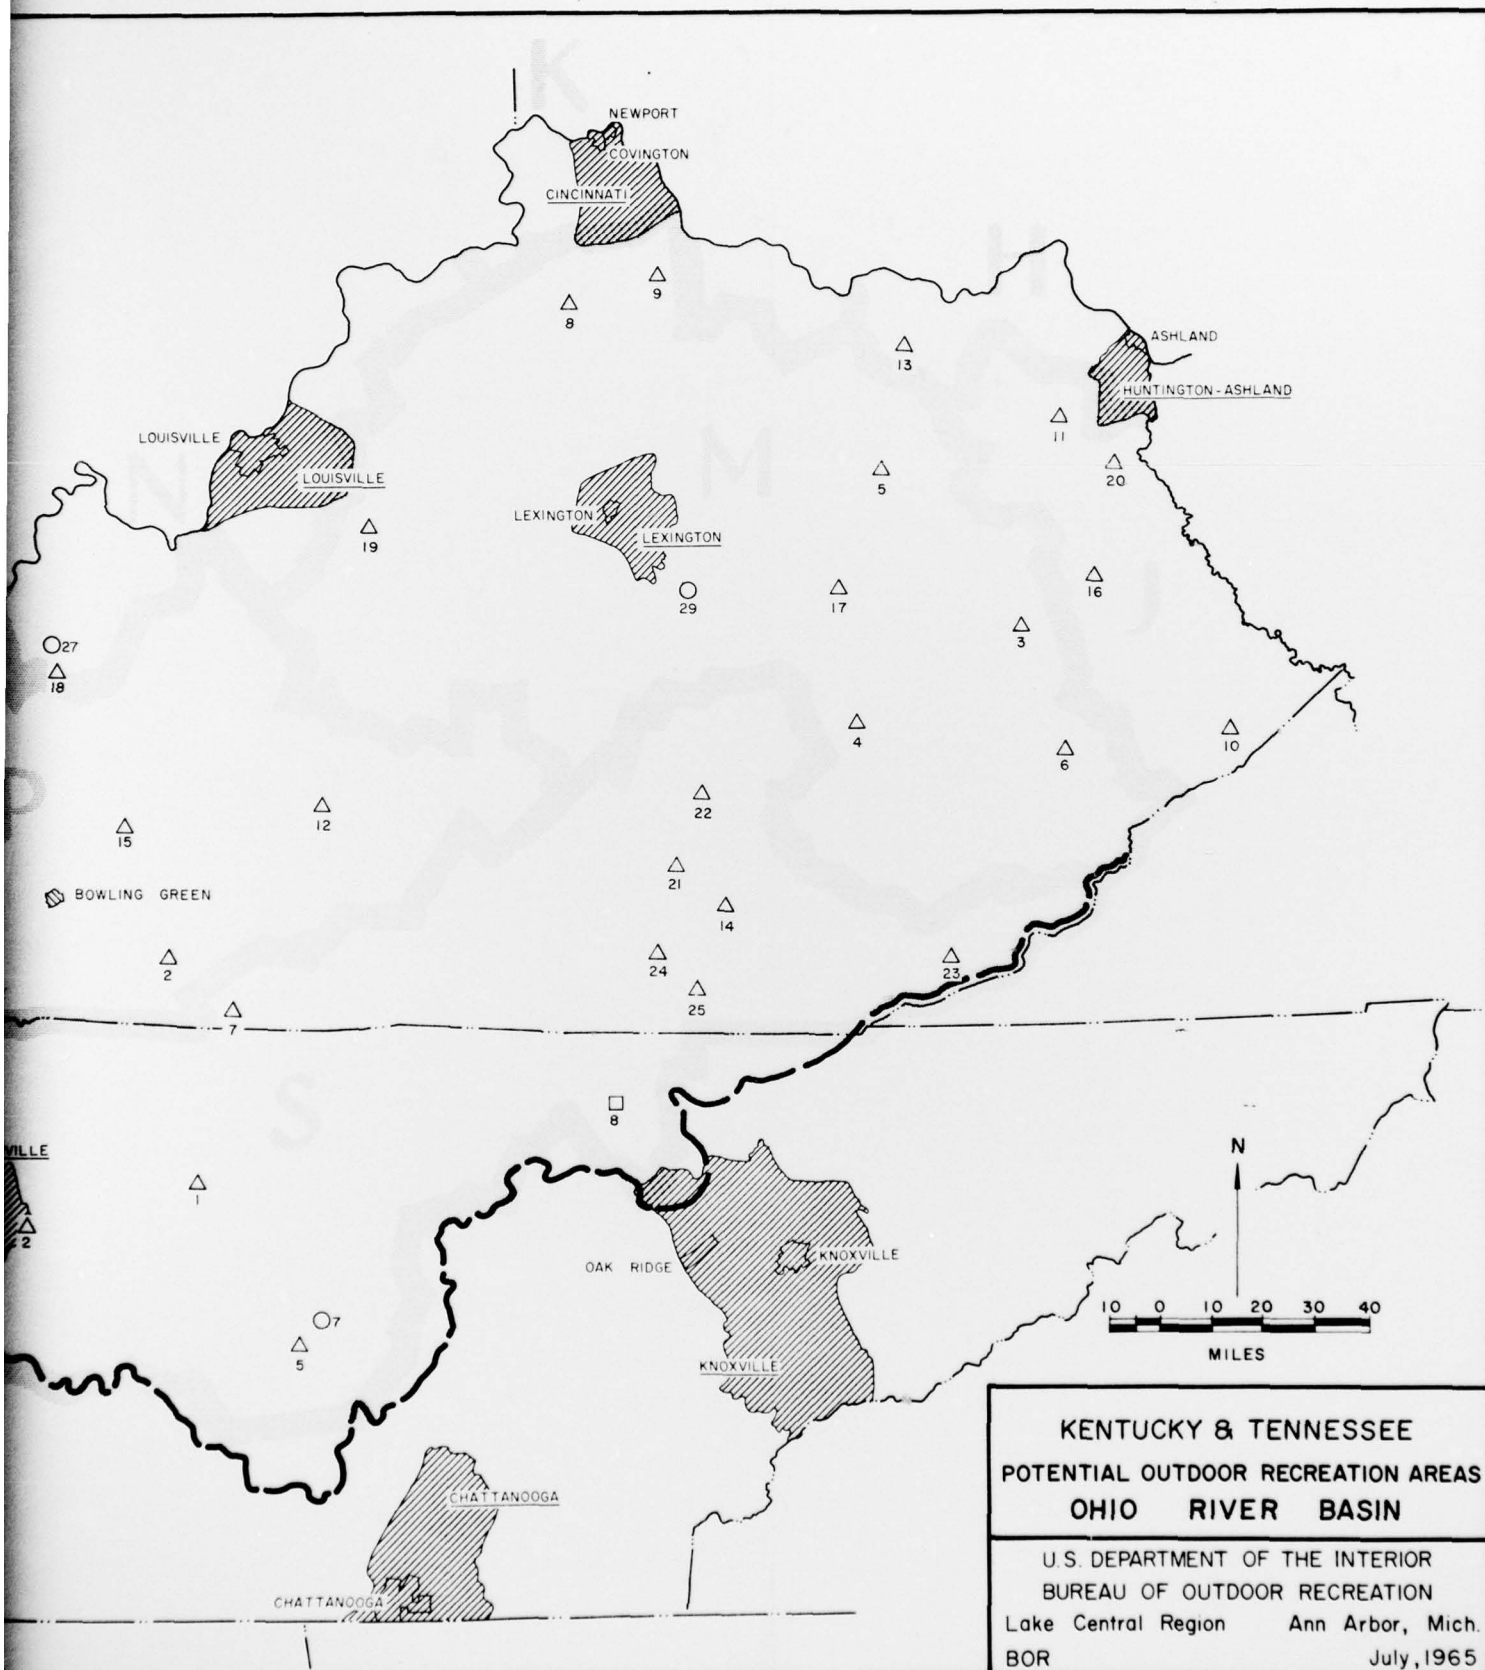 NEWPORT
COVINGTON
CINCINNATI
9
8
ASHLAND
13
HUNTINGTON-ASHLAND
11
LOUISVILLE
LOUISVILLE
5
20
LEXINGTON
LEXINGTON
19
16
29
17
3
27
18
4
10
6
22
12
15
21
BOWLING GREEN
14
2
24
23
25
7
8
N
VILLE
1
2
KNOXVILLE
OAK RIDGE
10 0 10 20 30 40
MILES
7
5
KNOXVILLE
CHATTANOOGA
CHATTANOOGA
KENTUCKY & TENNESSEE
POTENTIAL OUTDOOR RECREATION AREAS
OHIO RIVER BASIN
U.S. DEPARTMENT OF THE INTERIOR
BUREAU OF OUTDOOR RECREATION
Lake Central Region Ann Arbor, Mich.
BOR July, 1965